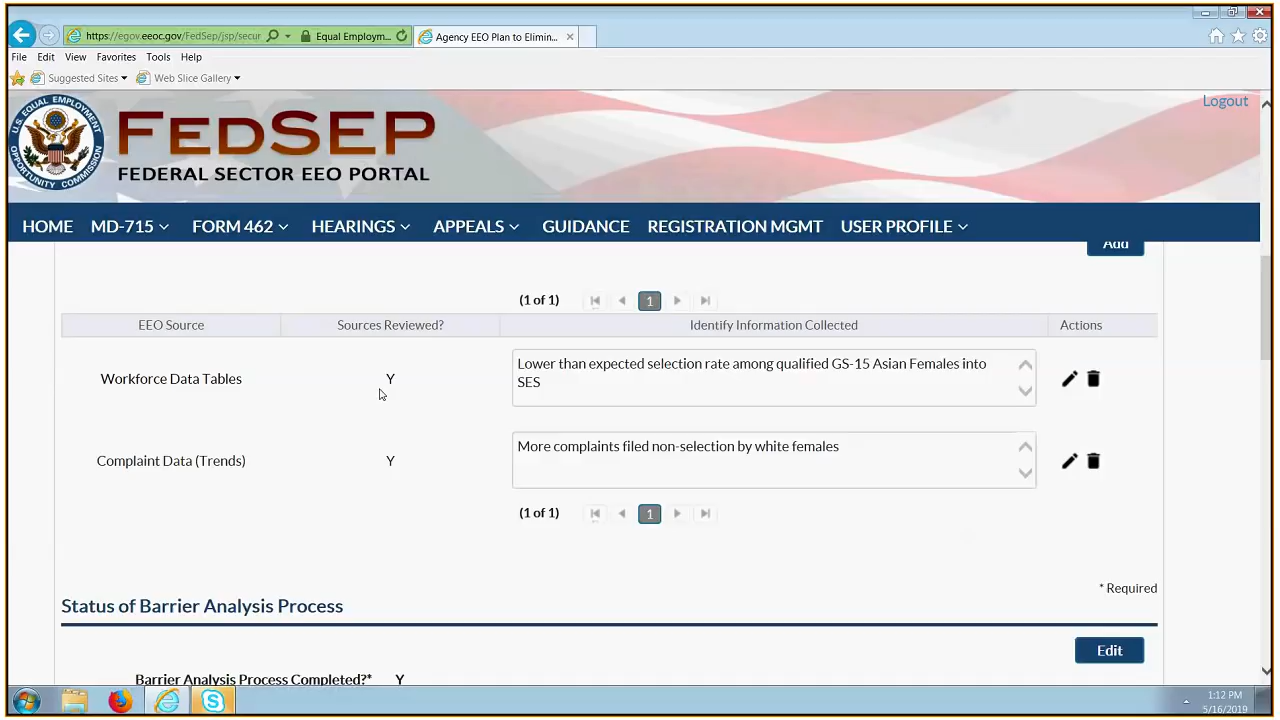 https://egov.eeoc.gov/FedSep/jsp/secur
Equal Employm...
Agency EEO Plan to Elimin...
File Edit View Favorites Tools Help
Suggested Sites Web Slice Gallery
Logout
U.S. EQUAL EMPLOYMENT OPPORTUNITY COMMISSION
FEDSEP
FEDERAL SECTOR EEO PORTAL
HOME MD-715 FORM 462 HEARINGS APPEALS GUIDANCE REGISTRATION MGMT USER PROFILE
Add
(1 of 1) 1
EEO Source Sources Reviewed? Identify Information Collected Actions
Workforce Data Tables Y Lower than expected selection rate among qualified GS-15 Asian Females into
SES
Complaint Data (Trends) Y More complaints filed non-selection by white females
(1 of 1) 1
* Required
Status of Barrier Analysis Process
Edit
Barrier Analysis Process Completed?* Y
1:12 PM
5/16/2019